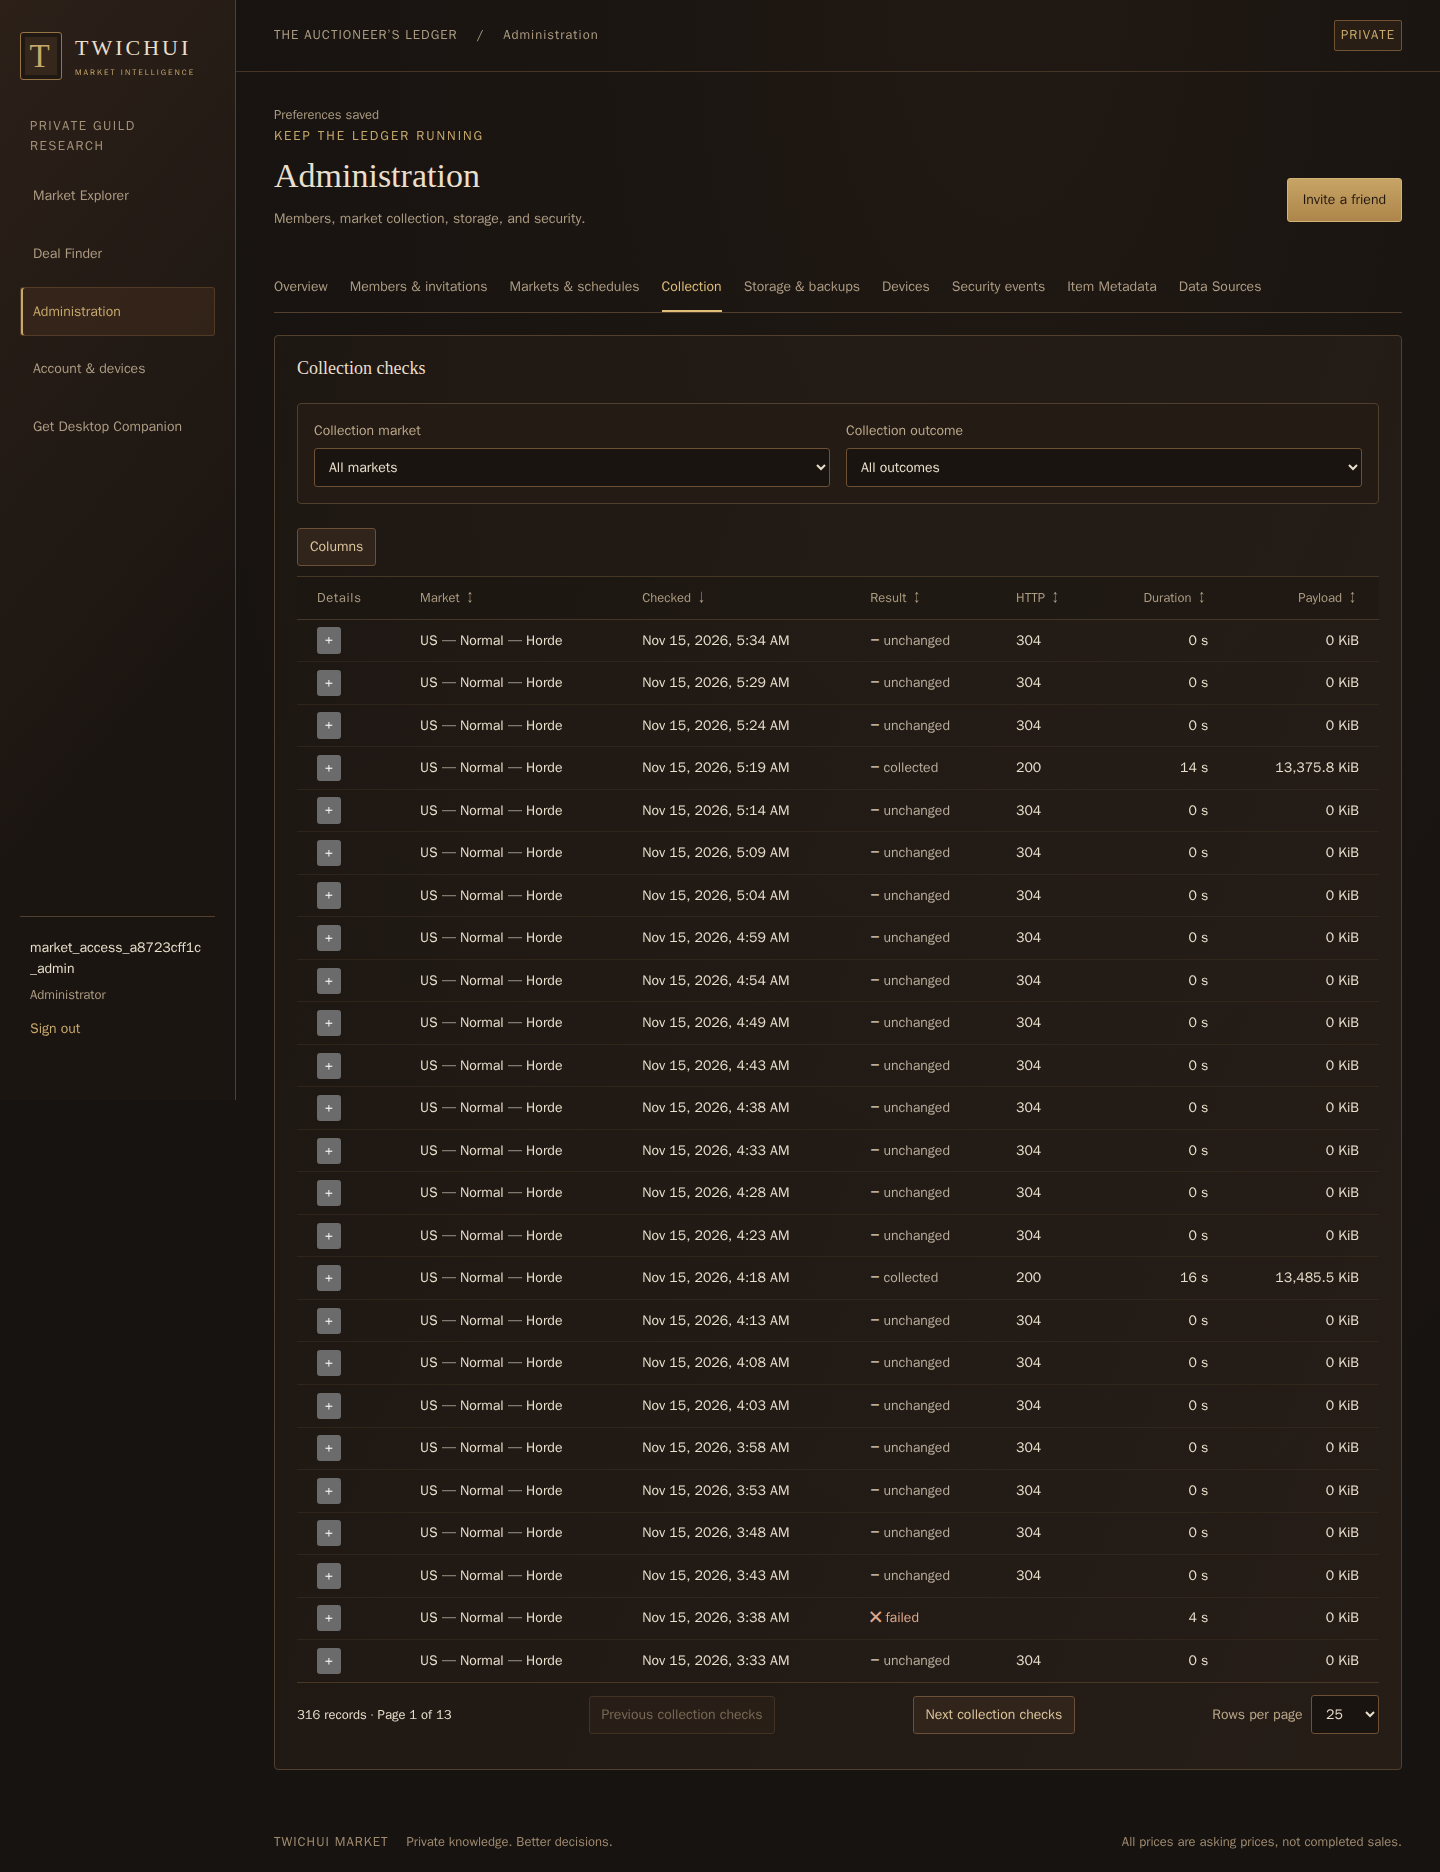 T
TWICHUI
MARKET INTELLIGENCE
PRIVATE GUILD
RESEARCH
Market Explorer
Deal Finder
Administration
Account & devices
Get Desktop Companion
market_access_a8723cff1c
_admin
Administrator
Sign out
THE AUCTIONEER'S LEDGER / Administration
PRIVATE
Preferences saved
KEEP THE LEDGER RUNNING
Administration
Members, market collection, storage, and security.
Invite a friend
Overview Members & invitations Markets & schedules Collection Storage & backups Devices Security events Item Metadata Data Sources
Collection checks
Collection market Collection outcome
All markets All outcomes
Columns
Details Market ↕ Checked ↓ Result ↕ HTTP ↕ Duration ↕ Payload ↕
+ US — Normal — Horde Nov 15, 2026, 5:34 AM – unchanged 304 0 s 0 KiB
+ US — Normal — Horde Nov 15, 2026, 5:29 AM – unchanged 304 0 s 0 KiB
+ US — Normal — Horde Nov 15, 2026, 5:24 AM – unchanged 304 0 s 0 KiB
+ US — Normal — Horde Nov 15, 2026, 5:19 AM – collected 200 14 s 13,375.8 KiB
+ US — Normal — Horde Nov 15, 2026, 5:14 AM – unchanged 304 0 s 0 KiB
+ US — Normal — Horde Nov 15, 2026, 5:09 AM – unchanged 304 0 s 0 KiB
+ US — Normal — Horde Nov 15, 2026, 5:04 AM – unchanged 304 0 s 0 KiB
+ US — Normal — Horde Nov 15, 2026, 4:59 AM – unchanged 304 0 s 0 KiB
+ US — Normal — Horde Nov 15, 2026, 4:54 AM – unchanged 304 0 s 0 KiB
+ US — Normal — Horde Nov 15, 2026, 4:49 AM – unchanged 304 0 s 0 KiB
+ US — Normal — Horde Nov 15, 2026, 4:43 AM – unchanged 304 0 s 0 KiB
+ US — Normal — Horde Nov 15, 2026, 4:38 AM – unchanged 304 0 s 0 KiB
+ US — Normal — Horde Nov 15, 2026, 4:33 AM – unchanged 304 0 s 0 KiB
+ US — Normal — Horde Nov 15, 2026, 4:28 AM – unchanged 304 0 s 0 KiB
+ US — Normal — Horde Nov 15, 2026, 4:23 AM – unchanged 304 0 s 0 KiB
+ US — Normal — Horde Nov 15, 2026, 4:18 AM – collected 200 16 s 13,485.5 KiB
+ US — Normal — Horde Nov 15, 2026, 4:13 AM – unchanged 304 0 s 0 KiB
+ US — Normal — Horde Nov 15, 2026, 4:08 AM – unchanged 304 0 s 0 KiB
+ US — Normal — Horde Nov 15, 2026, 4:03 AM – unchanged 304 0 s 0 KiB
+ US — Normal — Horde Nov 15, 2026, 3:58 AM – unchanged 304 0 s 0 KiB
+ US — Normal — Horde Nov 15, 2026, 3:53 AM – unchanged 304 0 s 0 KiB
+ US — Normal — Horde Nov 15, 2026, 3:48 AM – unchanged 304 0 s 0 KiB
+ US — Normal — Horde Nov 15, 2026, 3:43 AM – unchanged 304 0 s 0 KiB
+ US — Normal — Horde Nov 15, 2026, 3:38 AM ✕ failed 4 s 0 KiB
+ US — Normal — Horde Nov 15, 2026, 3:33 AM – unchanged 304 0 s 0 KiB
316 records · Page 1 of 13 Previous collection checks Next collection checks Rows per page 25
TWICHUI MARKET Private knowledge. Better decisions. All prices are asking prices, not completed sales.